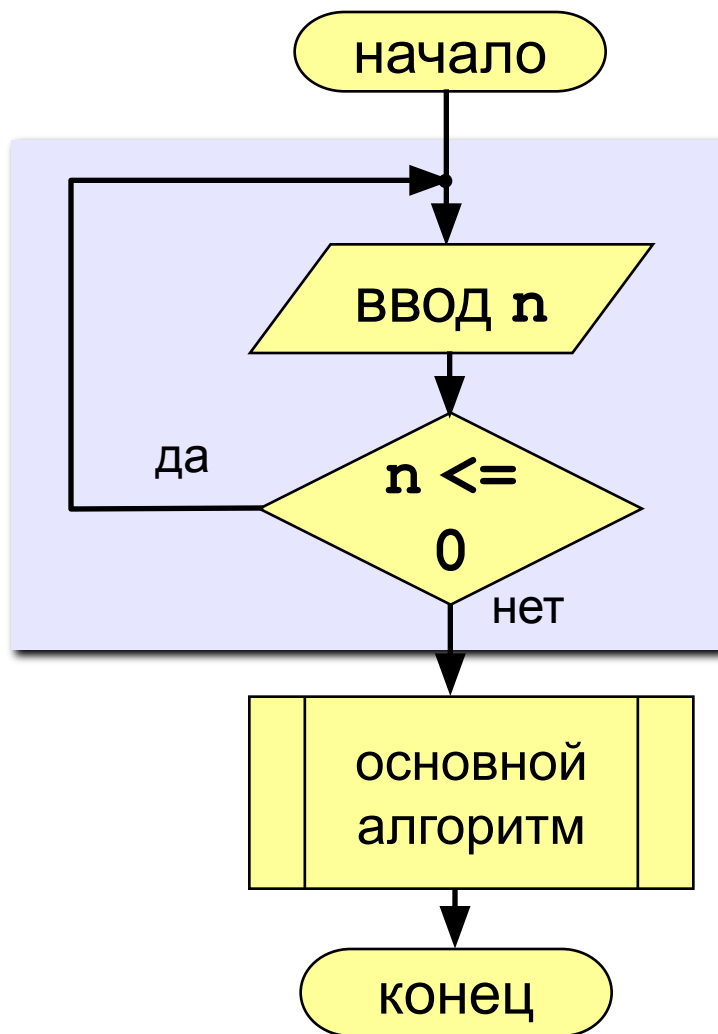 начало
ввод n
да
n <=
0
нет
основной
алгоритм
конец